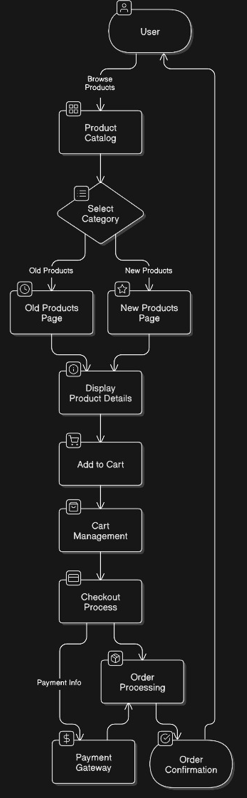 User
Browse
Products
Product
Catalog
Select
Category
Old Products
New Products
Old Products
Page
New Products
Page
Display
Product Details
Add to Cart
Cart
Management
Checkout
Process
Order
Processing
Payment Info
Payment
Gateway
Order
Confirmation